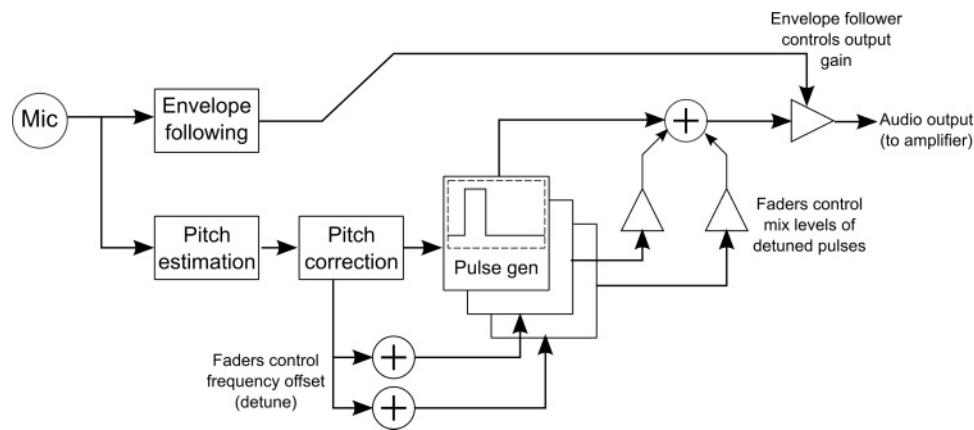 Envelope follower
controls output
gain
Mic
Envelope
following
Audio output
(to amplifier)
Pitch
estimation
Pitch
correction
Pulse gen
Faders control
mix levels of
detuned pulses
Faders control
frequency offset
(detune)